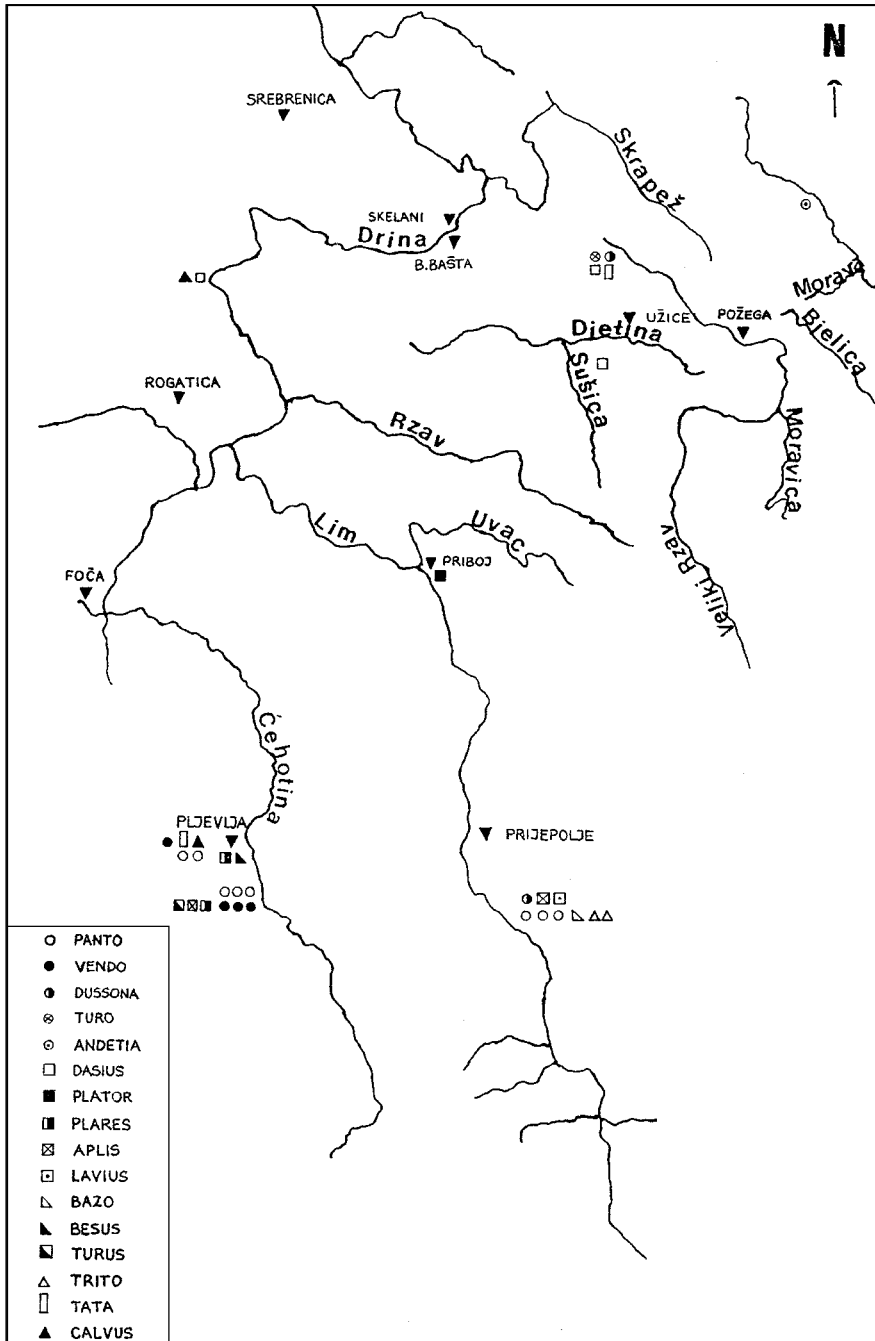 N
SREBRENICA
Skrapež
SKELANI
Drina
B.BAŠTA
Morava
UŽICE
POŽEGA
Djetina
Bjelica
Sušica
ROGATICA
Rzav
Moravica
Lim
Uvac
PRIBOJ
Veliki Rzav
FOČA
Ćehotina
PLJEVLJA
PRIJEPOLJE
PANTO
VENDO
DUSSONA
TURO
ANDETIA
DASIUS
PLATOR
PLARES
APLIS
LAVIUS
BAZO
BESUS
TURUS
TRITO
TATA
CALVUS